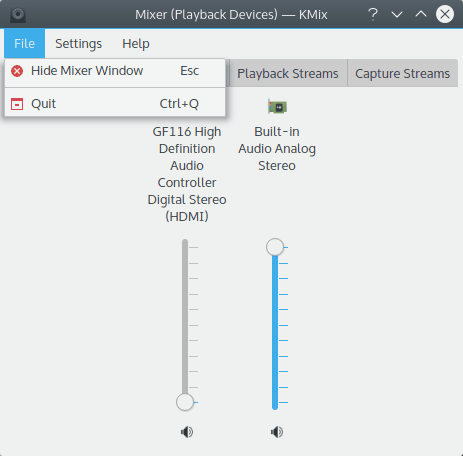 Mixer (Playback Devices) — KMix
File Settings Help
Hide Mixer Window Esc
Quit Ctrl+Q
Playback Streams Capture Streams
GF116 High
Definition
Audio
Controller
Digital Stereo
(HDMI)
Built-in
Audio Analog
Stereo